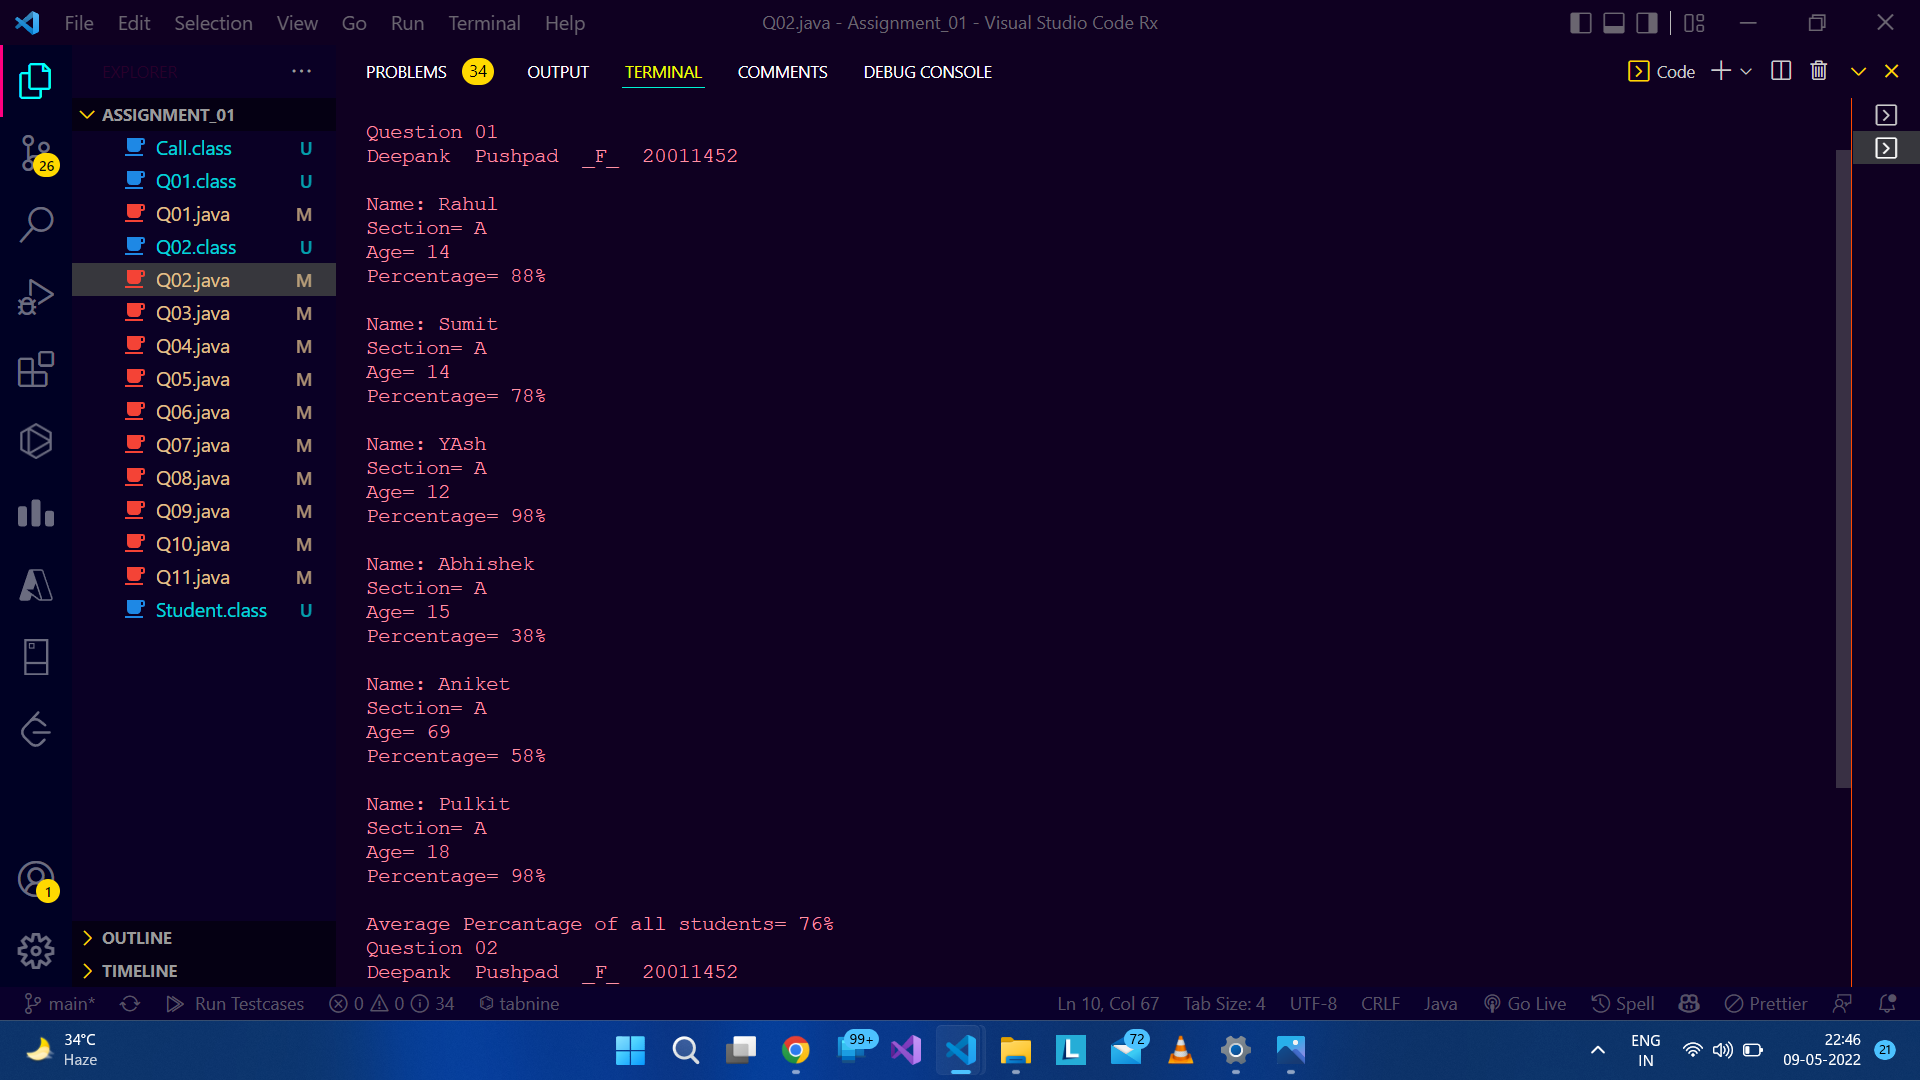 File Edit Selection View Go Run Terminal Help
Q02.java - Assignment_01 - Visual Studio Code Rx
EXPLORER
PROBLEMS 34 OUTPUT TERMINAL COMMENTS DEBUG CONSOLE
Code
ASSIGNMENT_01
Call.class U
Q01.class U
Q01.java M
Q02.class U
Q02.java M
Q03.java M
Q04.java M
Q05.java M
Q06.java M
Q07.java M
Q08.java M
Q09.java M
Q10.java M
Q11.java M
Student.class U
OUTLINE
TIMELINE
26
1
Question 01
Deepank  Pushpad  _F_  20011452
Name: Rahul
Section= A
Age= 14
Percentage= 88%
Name: Sumit
Section= A
Age= 14
Percentage= 78%
Name: YAsh
Section= A
Age= 12
Percentage= 98%
Name: Abhishek
Section= A
Age= 15
Percentage= 38%
Name: Aniket
Section= A
Age= 69
Percentage= 58%
Name: Pulkit
Section= A
Age= 18
Percentage= 98%
Average Percantage of all students= 76%
Question 02
Deepank  Pushpad  _F_  20011452
main* Run Testcases 0 0 34 tabnine
Ln 10, Col 67 Tab Size: 4 UTF-8 CRLF Java Go Live Spell Prettier
34°C
Haze
99+
L
72
ENG
IN
22:46
09-05-2022
21